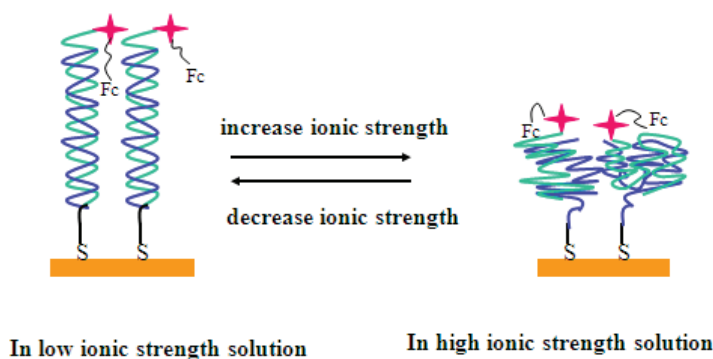 Fc
Fc
S
S
increase ionic strength
decrease ionic strength
Fc
Fc
S
S
In low ionic strength solution
In high ionic strength solution